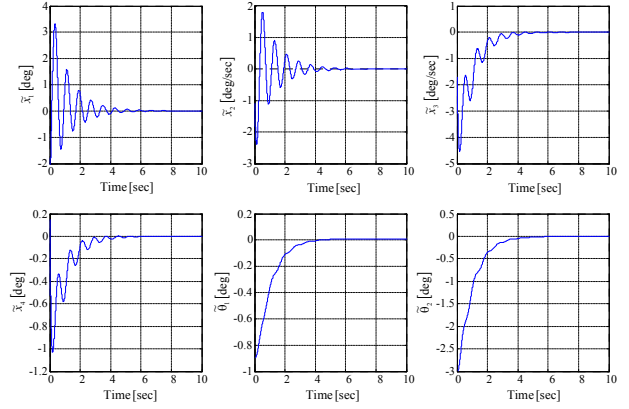 4
3
2
1
0
-1
-2
x̃₁ [deg]
0 2 4 6 8 10
Time [sec]
2
1
0
-1
-2
-3
x̃₂ [deg/sec]
0 2 4 6 8 10
Time [sec]
1
0
-1
-2
-3
-4
-5
x̃₃ [deg/sec]
0 2 4 6 8 10
Time [sec]
0.2
0
-0.2
-0.4
-0.6
-0.8
-1
-1.2
x̃₄ [deg]
0 2 4 6 8 10
Time [sec]
0.2
0
-0.2
-0.4
-0.6
-0.8
-1
θ̃₁ [deg]
0 2 4 6 8 10
Time [sec]
0.5
0
-0.5
-1
-1.5
-2
-2.5
-3
θ̃₂ [deg]
0 2 4 6 8 10
Time [sec]